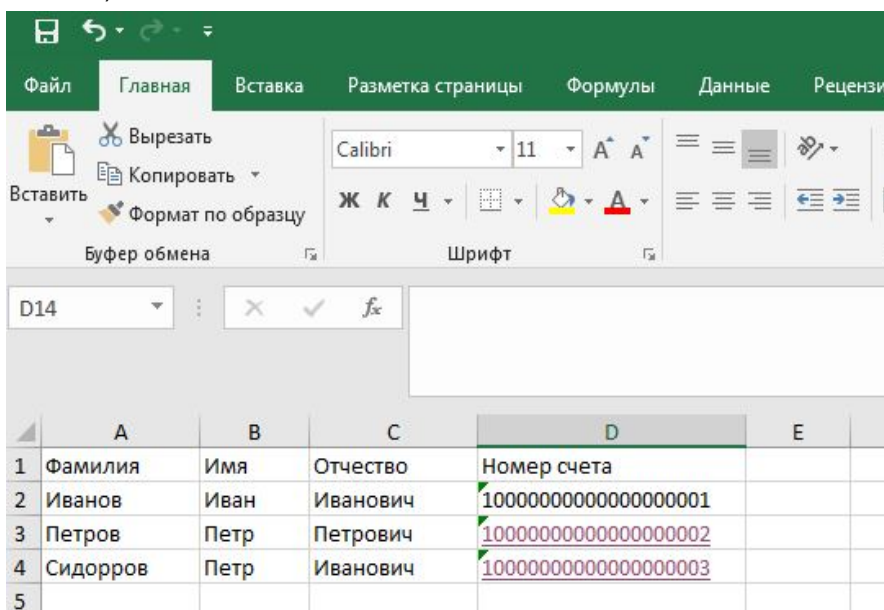 Файл Главная Вставка Разметка страницы Формулы Данные Реценз
Вставить
Вырезать
Копировать
Формат по образцу
Буфер обмена
Calibri 11 A A
Ж К Ч A
Шрифт
D14 fx
A B C D E
1 Фамилия Имя Отчество Номер счета
2 Иванов Иван Иванович 10000000000000000001
3 Петров Петр Петрович 10000000000000000002
4 Сидорров Петр Иванович 10000000000000000003
5